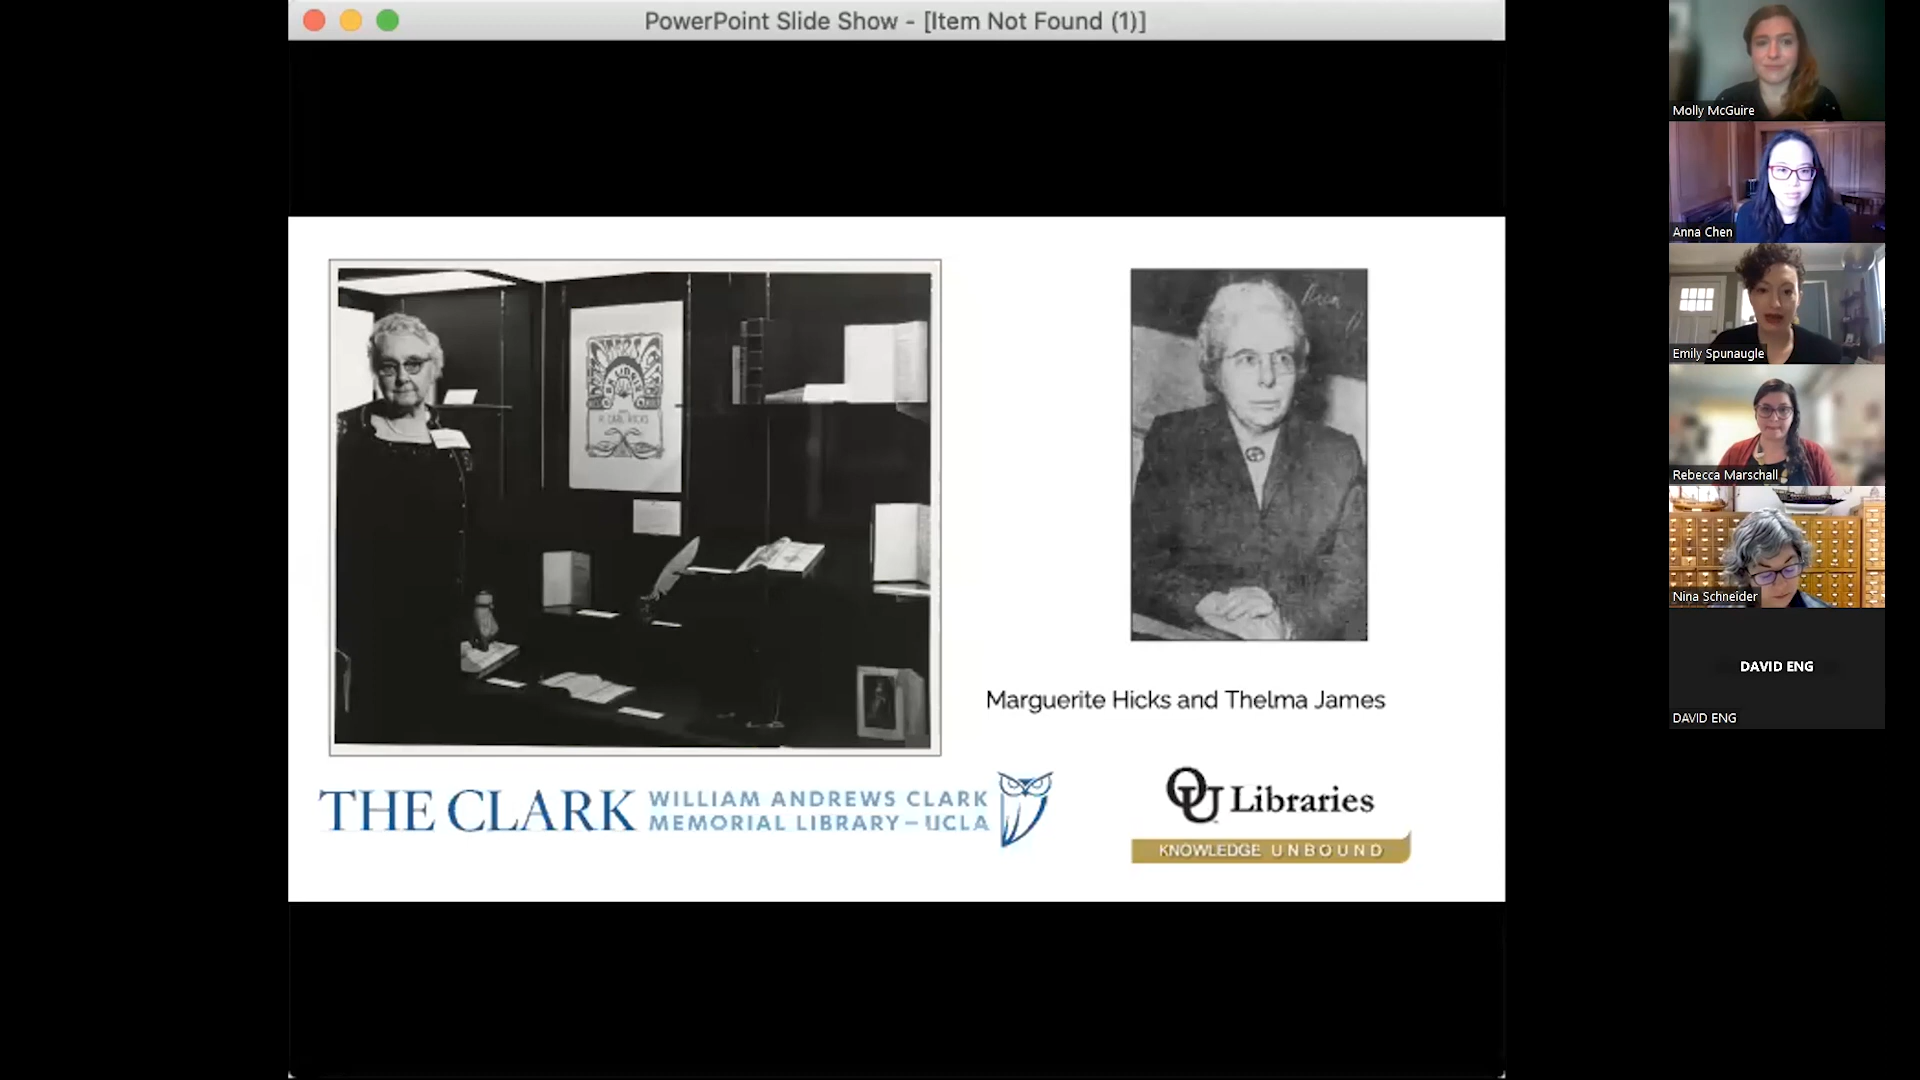 PowerPoint Slide Show - [Item Not Found (1)]
EX LIBRIS
Marguerite Hicks and Thelma James
THE CLARK WILLIAM ANDREWS CLARK
MEMORIAL LIBRARY – UCLA
OU Libraries
KNOWLEDGE UNBOUND
Molly McGuire
Anna Chen
Emily Spunaugle
Rebecca Marschall
Nina Schneider
DAVID ENG
DAVID ENG